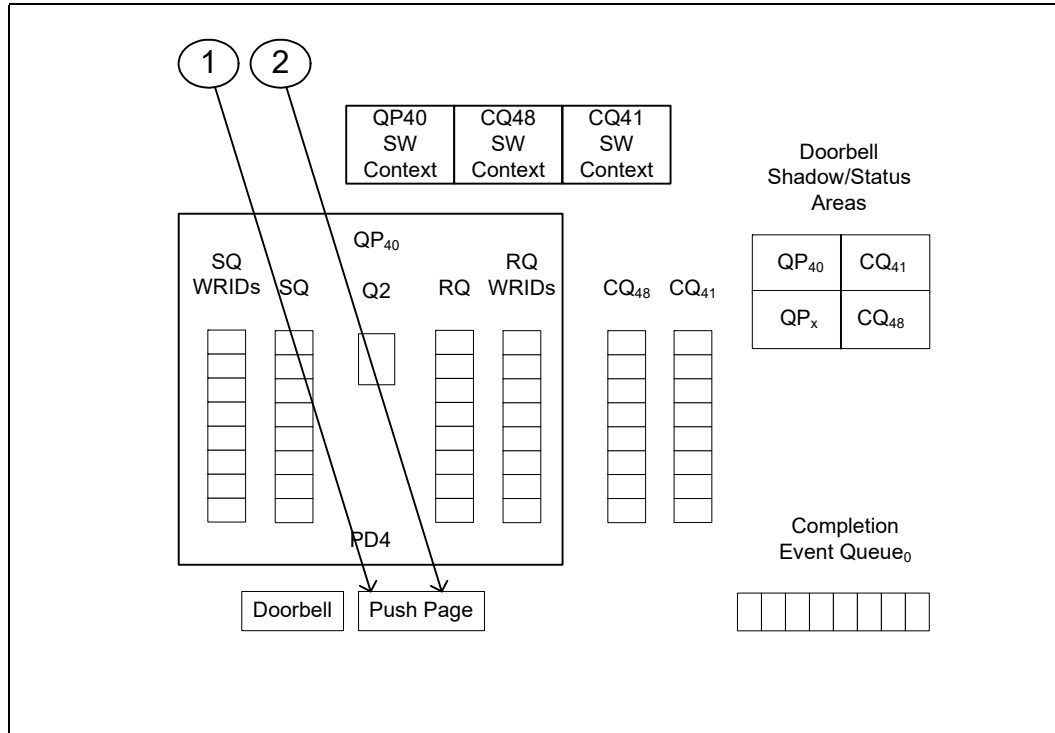 1
2
QP40
SW
Context
CQ48
SW
Context
CQ41
SW
Context
Doorbell
Shadow/Status
Areas
QP₄₀
CQ₄₁
QPₓ
CQ₄₈
QP₄₀
SQ
WRIDs
SQ
Q2
RQ
RQ
WRIDs
CQ₄₈
CQ₄₁
PD4
Doorbell
Push Page
Completion
Event Queue₀